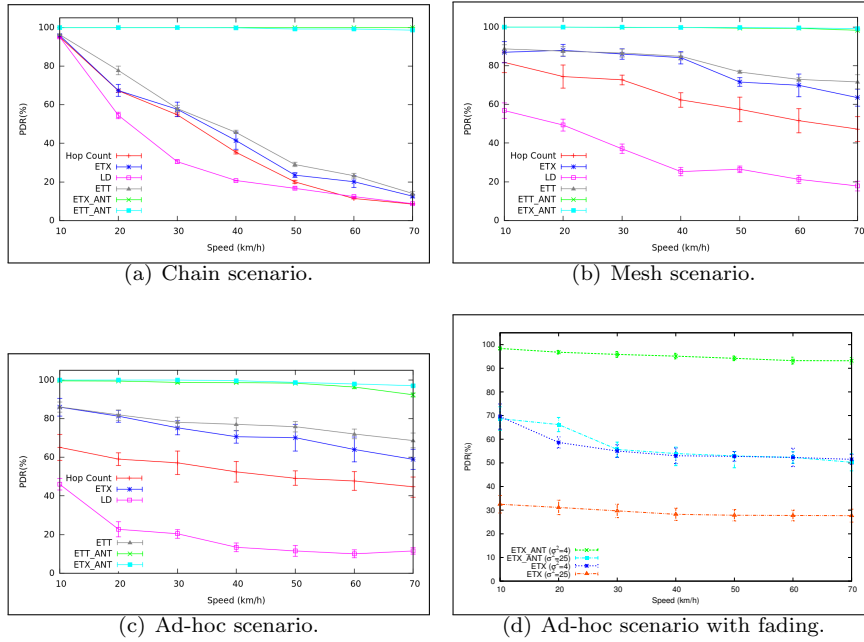 100
80
60
40
20
0
PDR(%)
Hop Count
ETX
LD
ETT
ETX_ANT
ETT_ANT
10 20 30 40 50 60 70
Speed (km/h)
(a) Chain scenario.
100
80
60
40
20
0
PDR(%)
Hop Count
ETX
LD
ETT
ETT_ANT
ETX_ANT
10 20 30 40 50 60 70
Speed (km/h)
(b) Mesh scenario.
100
80
60
40
20
0
PDR(%)
Hop Count
ETX
LD
ETT
ETT_ANT
ETX_ANT
10 20 30 40 50 60 70
Speed (km/h)
(c) Ad-hoc scenario.
100
90
80
70
60
50
40
30
20
10
0
PDR(%)
ETX_ANT (σ²=4)
ETX_ANT (σ²=25)
ETX (σ²=4)
ETX (σ²=25)
10 20 30 40 50 60 70
Speed (km/h)
(d) Ad-hoc scenario with fading.